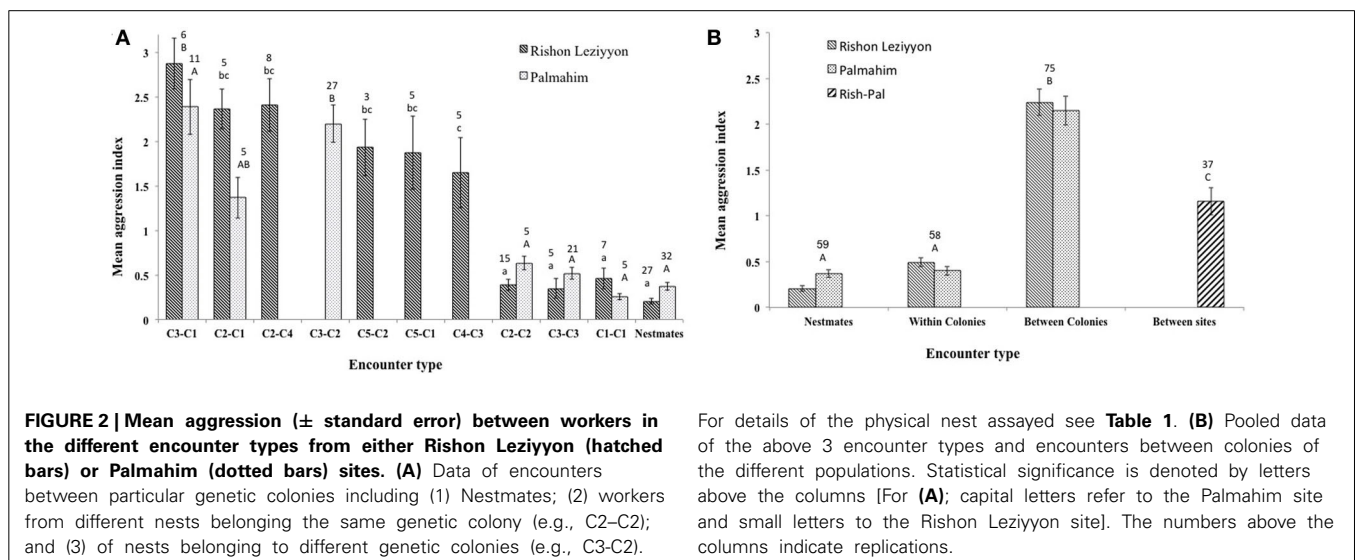 A
3
2.5
2
1.5
1
0.5
0
Mean aggression index
6
B
11
A
5
bc
5
AB
8
bc
27
B
3
bc
5
bc
5
c
15
a
5
A
5
a
21
A
7
a
5
A
27
a
32
A
Rishon Leziyyon
Palmahim
C3-C1 C2-C1 C2-C4 C3-C2 C5-C2 C5-C1 C4-C3 C2-C2 C3-C3 C1-C1 Nestmates
Encounter type
B
3
2.5
2
1.5
1
0.5
0
Mean aggression index
Rishon Leziyyon
Palmahim
Rish-Pal
59
A
58
A
75
B
37
C
Nestmates Within Colonies Between Colonies Between sites
Encounter type
FIGURE 2 | Mean aggression (± standard error) between workers in
the different encounter types from either Rishon Leziyyon (hatched
bars) or Palmahim (dotted bars) sites. (A) Data of encounters
between particular genetic colonies including (1) Nestmates; (2) workers
from different nests belonging the same genetic colony (e.g., C2–C2);
and (3) of nests belonging to different genetic colonies (e.g., C3-C2).
For details of the physical nest assayed see Table 1. (B) Pooled data
of the above 3 encounter types and encounters between colonies of
the different populations. Statistical significance is denoted by letters
above the columns [For (A); capital letters refer to the Palmahim site
and small letters to the Rishon Leziyyon site]. The numbers above the
columns indicate replications.